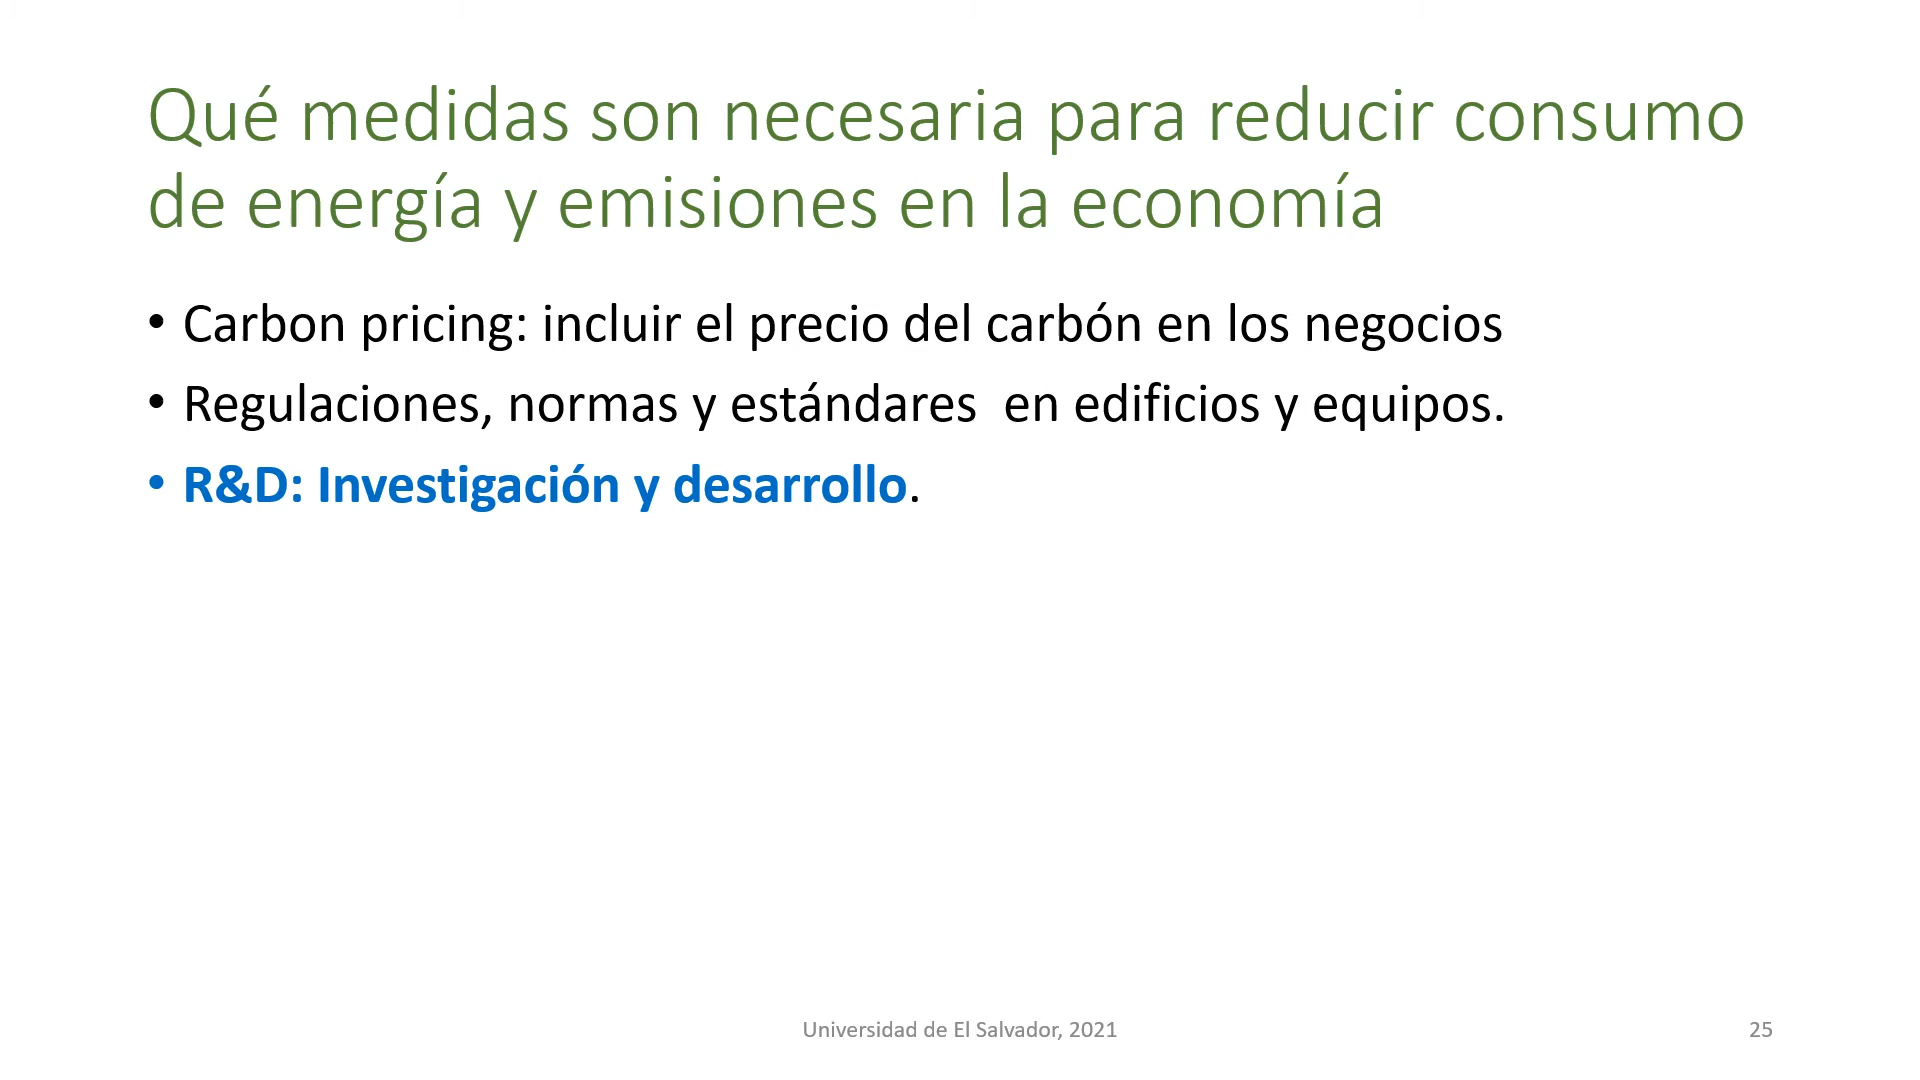 Qué medidas son necesaria para reducir consumo
de energía y emisiones en la economía
• Carbon pricing: incluir el precio del carbón en los negocios
• Regulaciones, normas y estándares  en edificios y equipos.
• R&D: Investigación y desarrollo.
Universidad de El Salvador, 2021
25